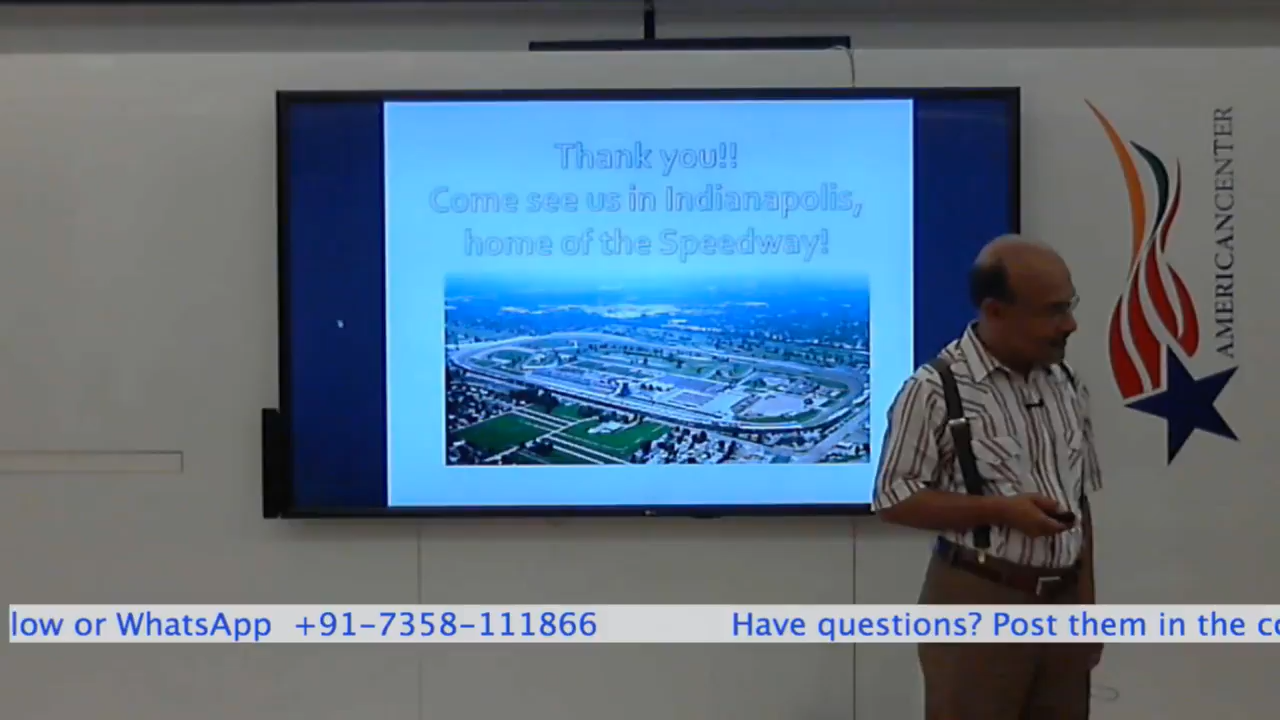 Thank you!!
Come see us in Indianapolis,
home of the Speedway!
AMERICANCENTER
low or WhatsApp +91-7358-111866 Have questions? Post them in the